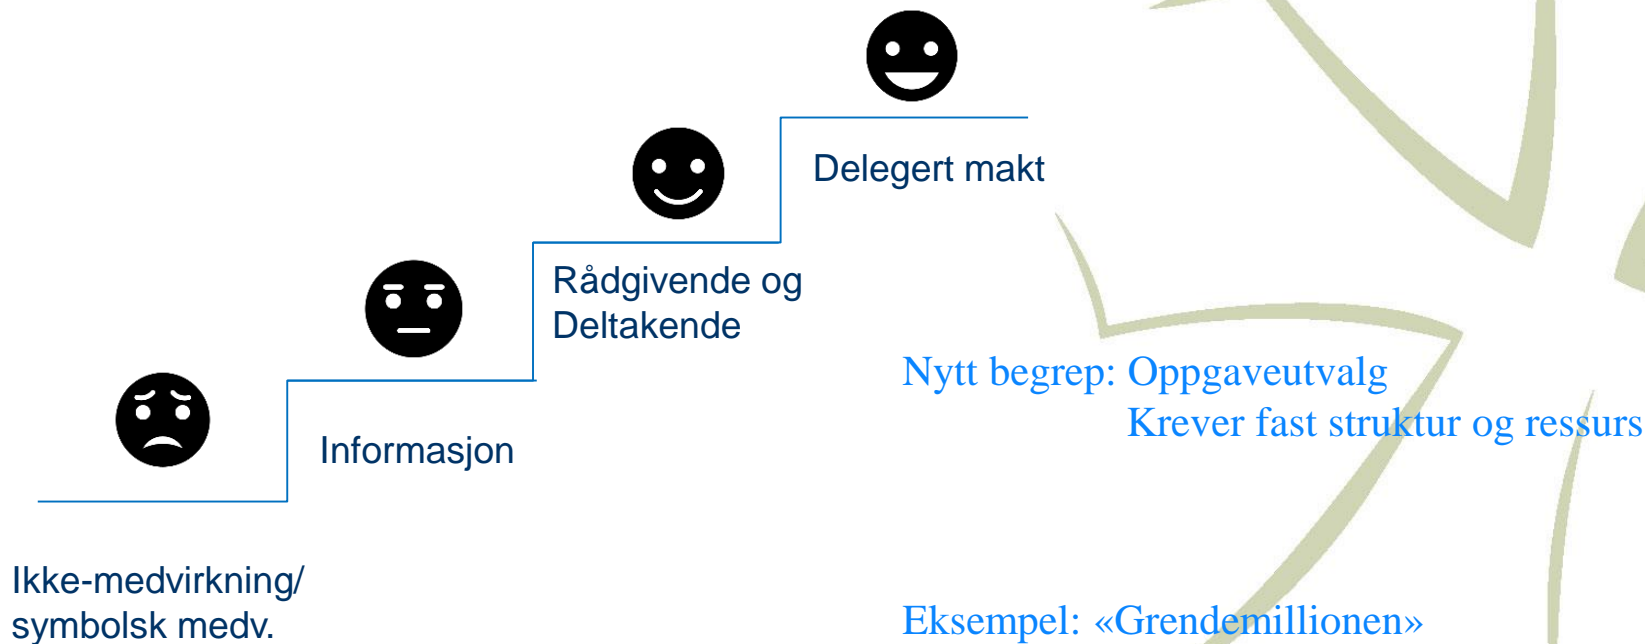 Delegert makt
Rådgivende og
Deltakende
Informasjon
Ikke-medvirkning/
symbolsk medv.
Nytt begrep: Oppgaveutvalg
Krever fast struktur og ressurs
Eksempel: «Grendemillionen»